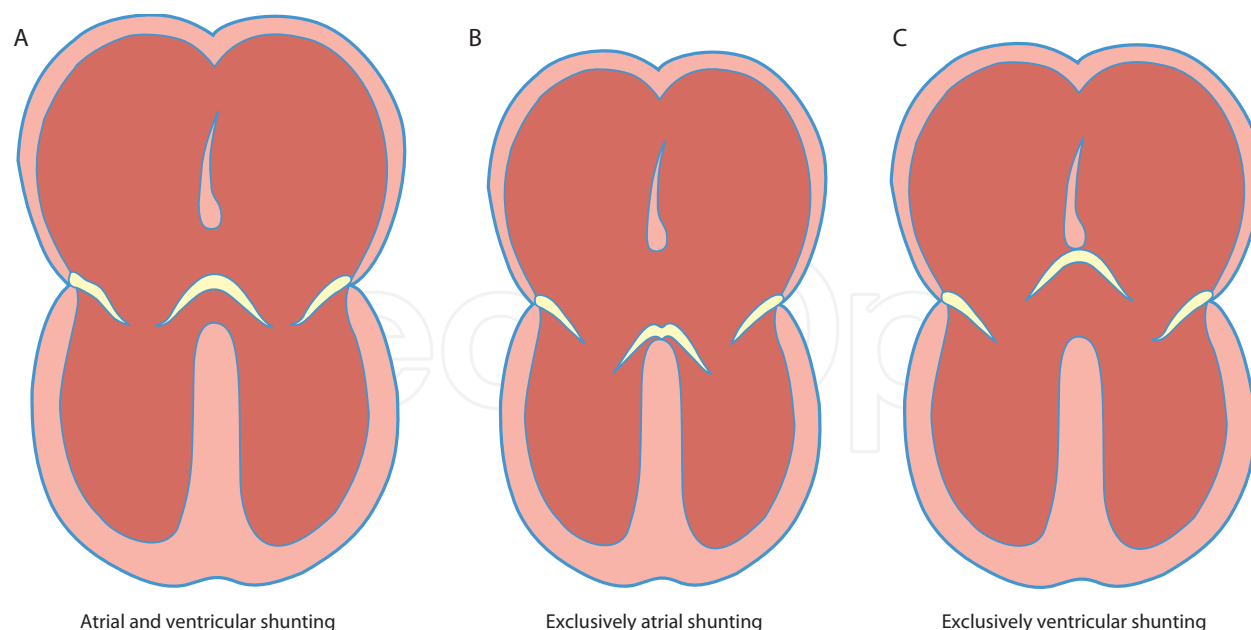 A
B
C
Atrial and ventricular shunting
Exclusively atrial shunting
Exclusively ventricular shunting